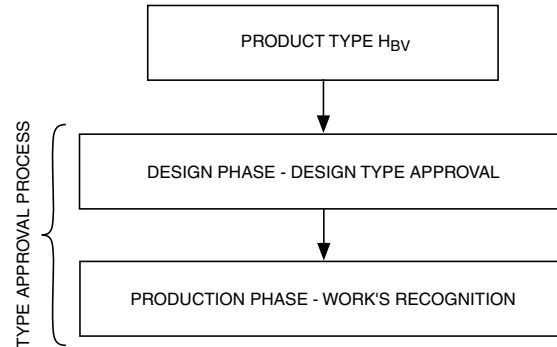 PRODUCT TYPE HBV
TYPE APPROVAL PROCESS
DESIGN PHASE - DESIGN TYPE APPROVAL
PRODUCTION PHASE - WORK'S RECOGNITION